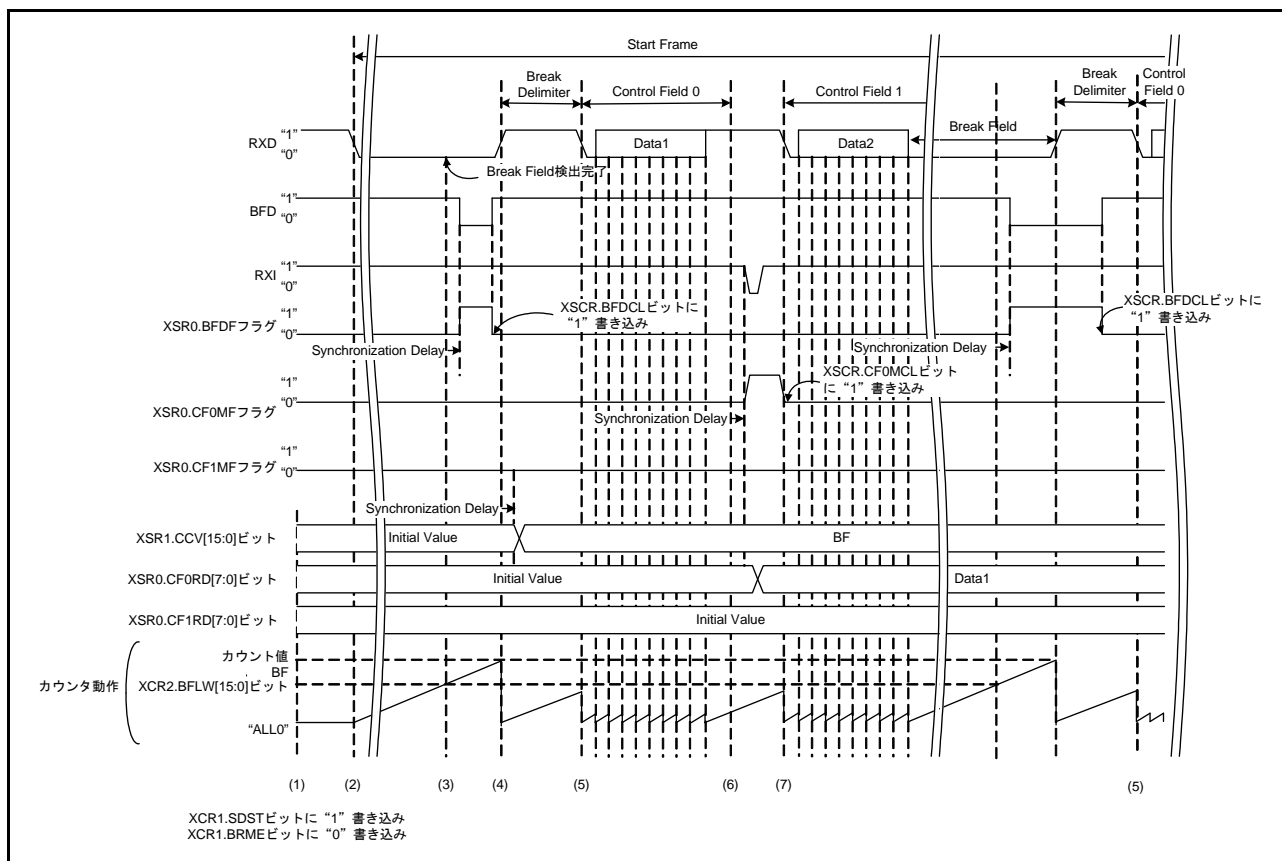 Start Frame
Break
Delimiter
Control Field 0
Control Field 1
Break Field
Break
Delimiter
Control
Field 0
RXD
“1”
“0”
Data1
Data2
Break Field検出完了
BFD
“1”
“0”
RXI
“1”
“0”
XSR0.BFDFフラグ
“1”
“0”
XSCR.BFDCLビットに
“1”書き込み
XSCR.BFDCLビットに
“1”書き込み
Synchronization Delay
Synchronization Delay
XSR0.CF0MFフラグ
“1”
“0”
XSCR.CF0MCLビット
に“1”書き込み
Synchronization Delay
XSR0.CF1MFフラグ
“1”
“0”
Synchronization Delay
XSR1.CCV[15:0]ビット
Initial Value
BF
XSR0.CF0RD[7:0]ビット
Initial Value
Data1
XSR0.CF1RD[7:0]ビット
Initial Value
カウンタ動作
カウント値
BF
XCR2.BFLW[15:0]ビット
“ALL0”
(1)
(2)
(3)
(4)
(5)
(6)
(7)
(5)
XCR1.SDSTビットに“1”書き込み
XCR1.BRMEビットに“0”書き込み